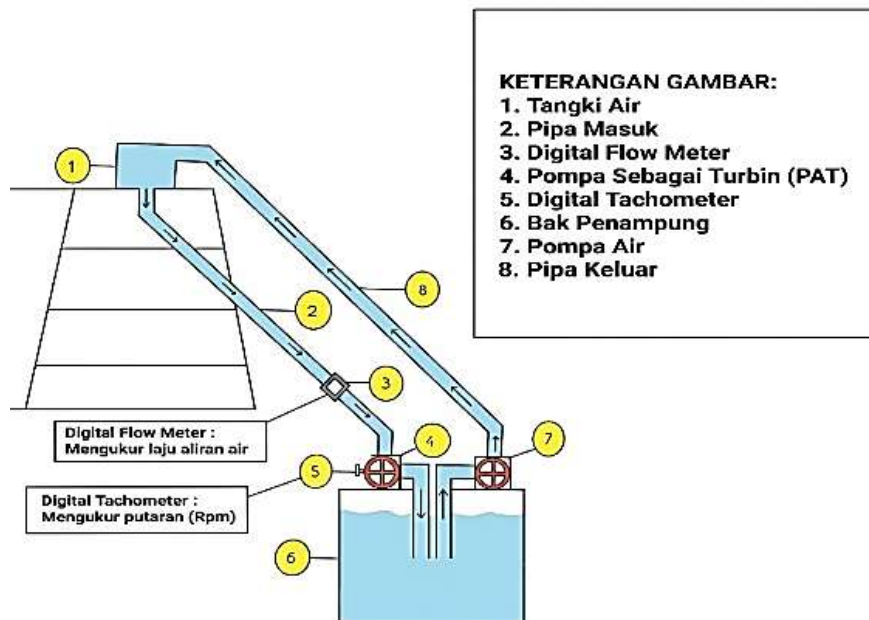 KETERANGAN GAMBAR:
1. Tangki Air
2. Pipa Masuk
3. Digital Flow Meter
4. Pompa Sebagai Turbin (PAT)
5. Digital Tachometer
6. Bak Penampung
7. Pompa Air
8. Pipa Keluar
1
8
2
3
Digital Flow Meter :
Mengukur laju aliran air
4
7
5
Digital Tachometer :
Mengukur putaran (Rpm)
6